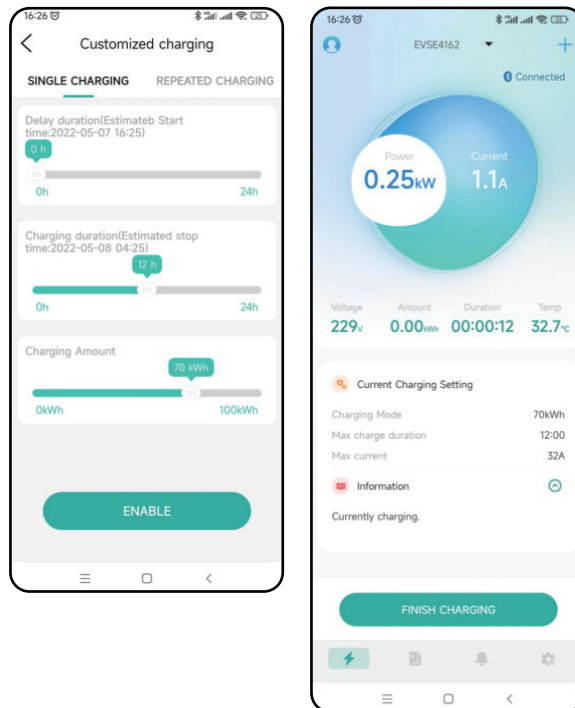 16:26
23
Customized charging
SINGLE CHARGING
REPEATED CHARGING
Delay duration(Estimateb Start
time:2022-05-07 16:25)
0 h
0h
24h
Charging duration(Estimated stop
time:2022-05-08 04:25)
12 h
0h
24h
Charging Amount
70 kWh
0kWh
100kWh
ENABLE
16:26
23
EVSE4162
Connected
Power
Current
0.25kW
1.1A
Voltage
Amount
Duration
Temp
229v
0.00kWh
00:00:12
32.7℃
Current Charging Setting
Charging Mode
70kWh
Max charge duration
12:00
Max current
32A
Information
Currently charging.
FINISH CHARGING